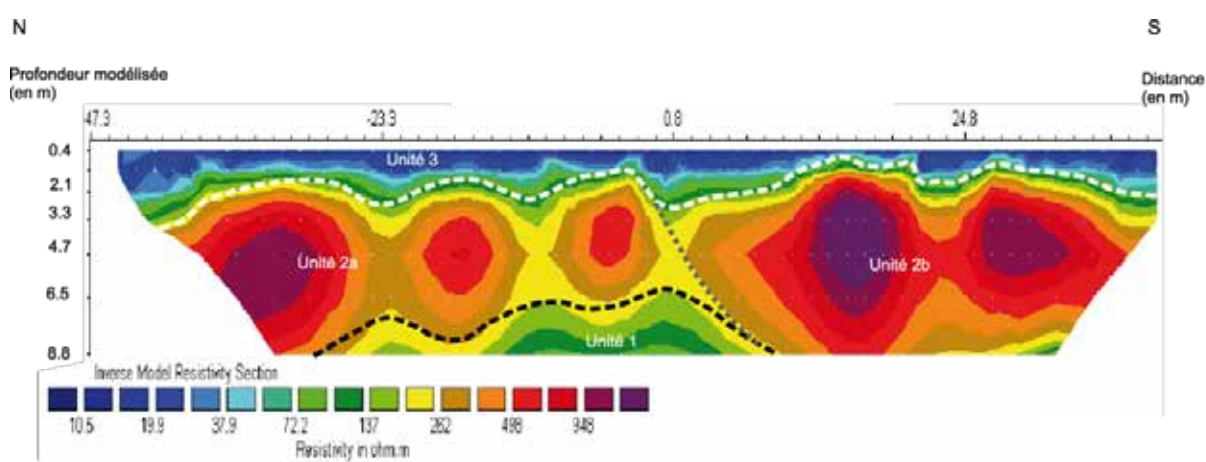 N S
Profondeur modélisée
(en m)
Distance
(en m)
47.3 -23.3 0.8 24.8
0.4
2.1
3.3
4.7
6.5
8.8
Unité 3
Unité 2a
Unité 2b
Unité 1
Inverse Model Resistivity Section
10.5 19.9 37.9 72.2 137 262 498 948
Resistivity in ohm.m